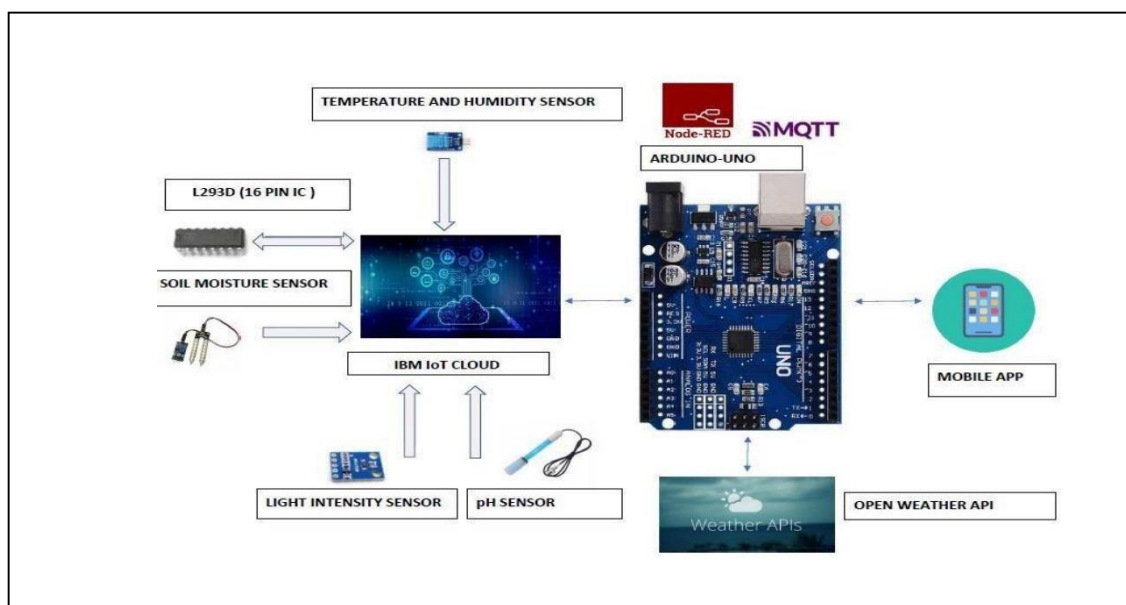 TEMPERATURE AND HUMIDITY SENSOR
Node-RED
MQTT
ARDUINO-UNO
L293D (16 PIN IC )
SOIL MOISTURE SENSOR
IBM IoT CLOUD
UNO
MOBILE APP
LIGHT INTENSITY SENSOR
pH SENSOR
Weather APIs
OPEN WEATHER API